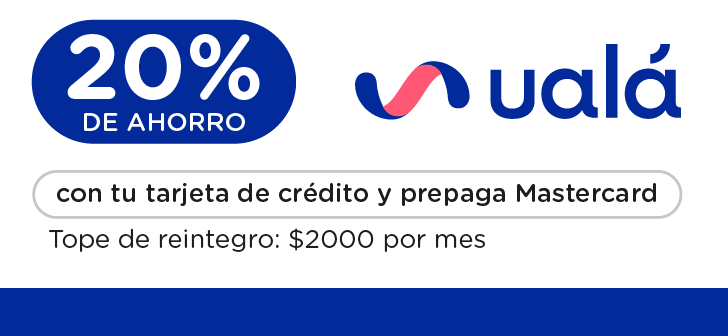 20%
DE AHORRO
ualá
con tu tarjeta de crédito y prepaga Mastercard
Tope de reintegro: $2000 por mes